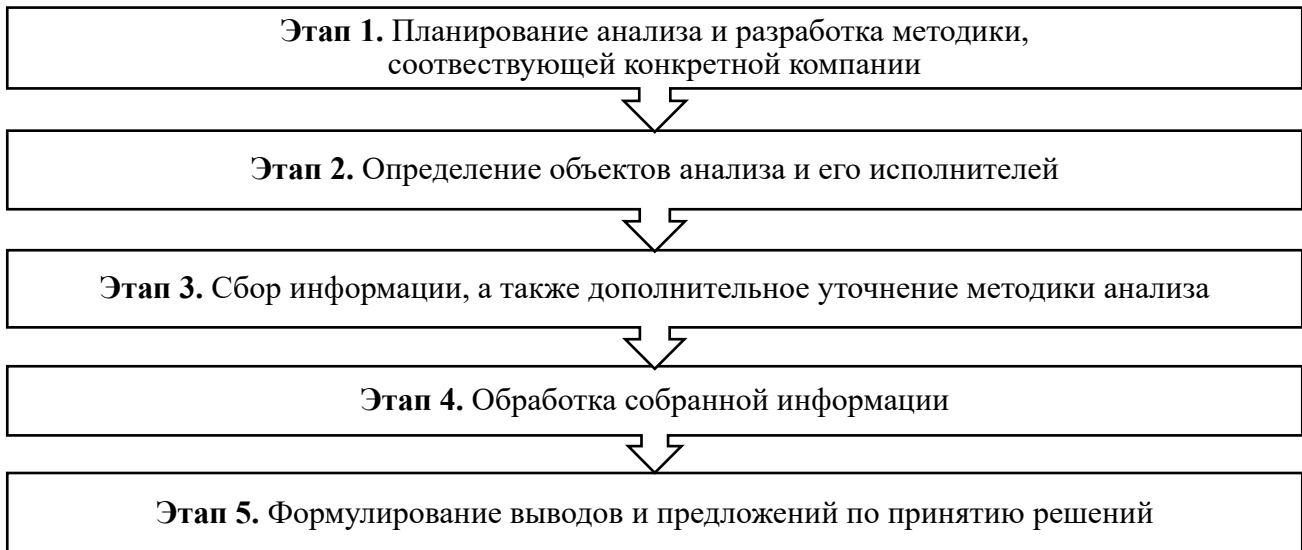 Этап 1. Планирование анализа и разработка методики,
соотвествующей конкретной компании
Этап 2. Определение объектов анализа и его исполнителей
Этап 3. Сбор информации, а также дополнительное уточнение методики анализа
Этап 4. Обработка собранной информации
Этап 5. Формулирование выводов и предложений по принятию решений